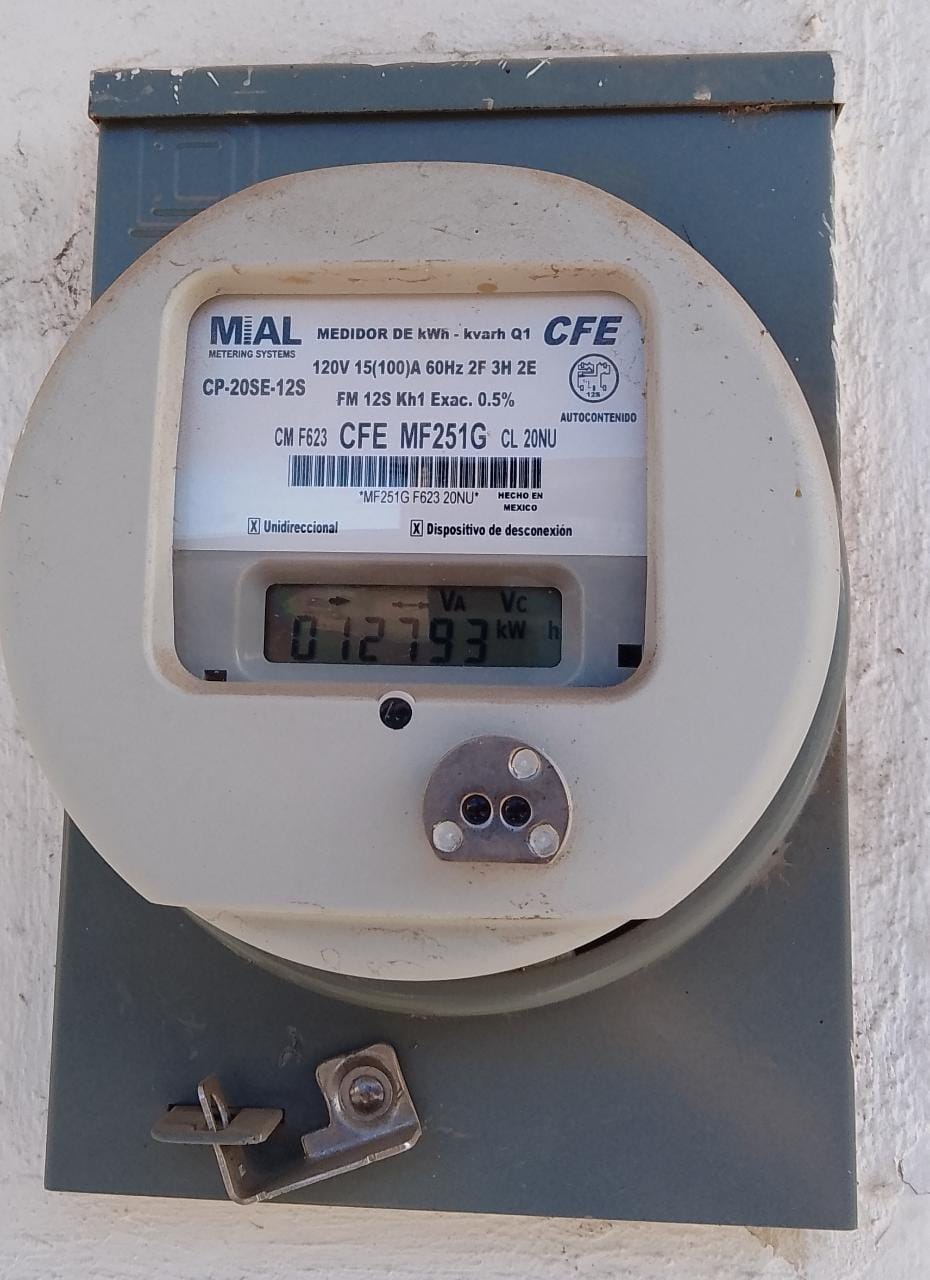 MIAL MEDIDOR DE kWh - kvarh Q1 CFE
METERING SYSTEMS
120V 15(100)A 60Hz 2F 3H 2E
CP-20SE-12S
12S
FM 12S Kh1 Exac. 0.5%
AUTOCONTENIDO
CM F623 CFE MF251G CL 20NU
*MF251G F623 20NU* HECHO EN
MEXICO
X Unidireccional X Dispositivo de desconexión
VA VC
012793 kW h